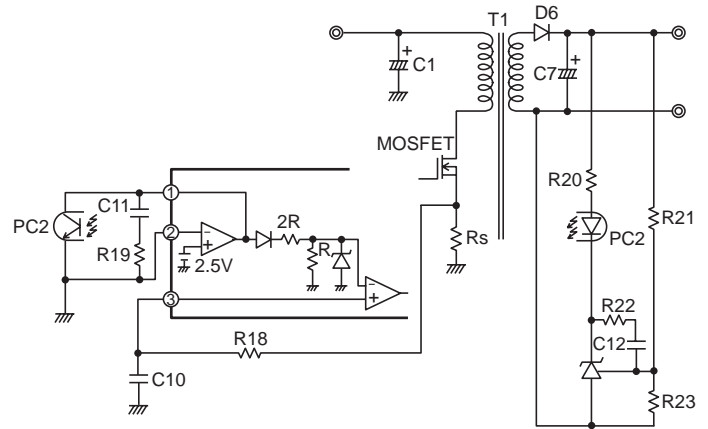 T1
D6
+
C1
+
C7
MOSFET
R20
C11
1
PC2
2R
PC2
R21
2
−
+
R19
R
Rs
2.5V
R22
−
+
3
C12
R18
C10
R23